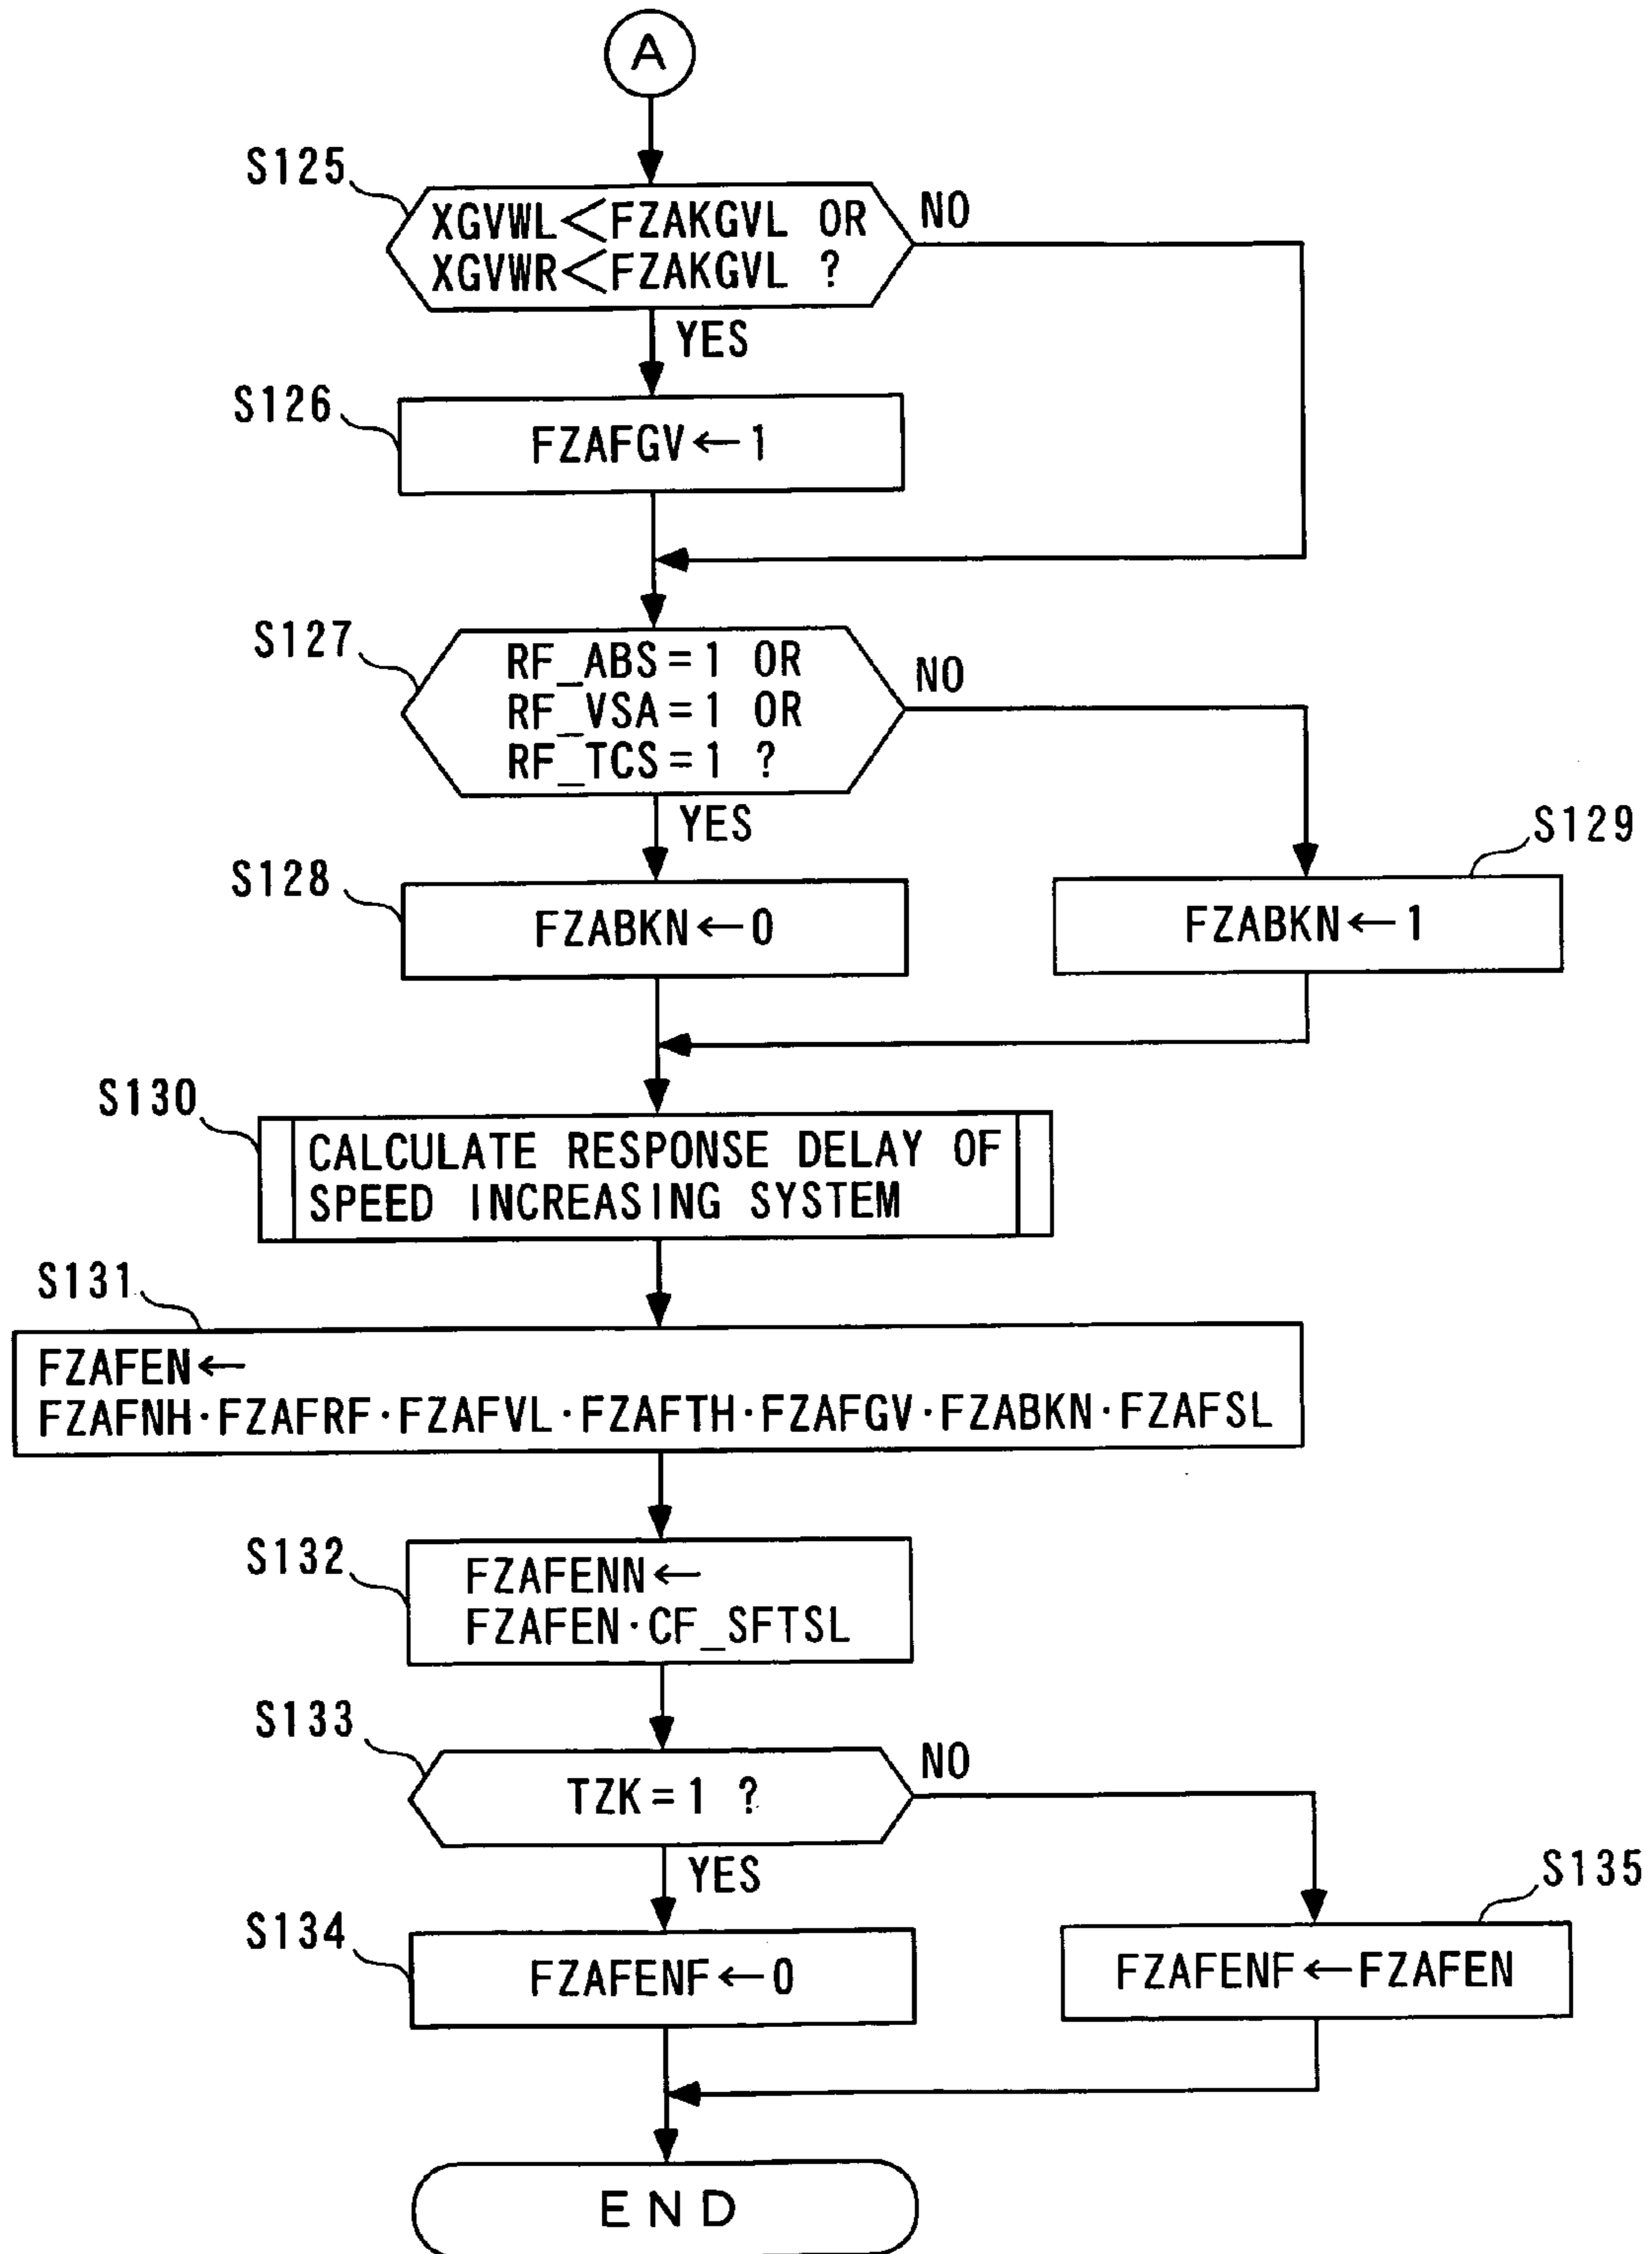 A
S125
XGVWL<FZAKGVL OR
XGVWR<FZAKGVL ?
NO
YES
S126
FZAFGV←1
S127
RF_ABS=1 OR
RF_VSA=1 OR
RF_TCS=1 ?
NO
YES
S128
FZABKN←0
S129
FZABKN←1
S130
CALCULATE RESPONSE DELAY OF
SPEED INCREASING SYSTEM
S131
FZAFEN←
FZAFNH·FZAFRF·FZAFVL·FZAFTH·FZAFGV·FZABKN·FZAFSL
S132
FZAFENN←
FZAFEN·CF_SFTSL
S133
TZK=1 ?
NO
YES
S134
FZAFENF←0
S135
FZAFENF←FZAFEN
END